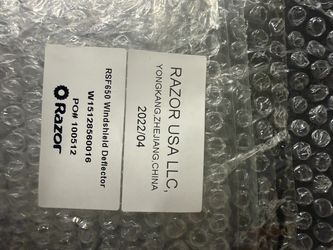 RSF650 Windshield Deflector
W15128560016
PO# 100512
Razor
RAZOR USA LLC,
YONGKANG.ZHEJIANG.CHINA
2022/04